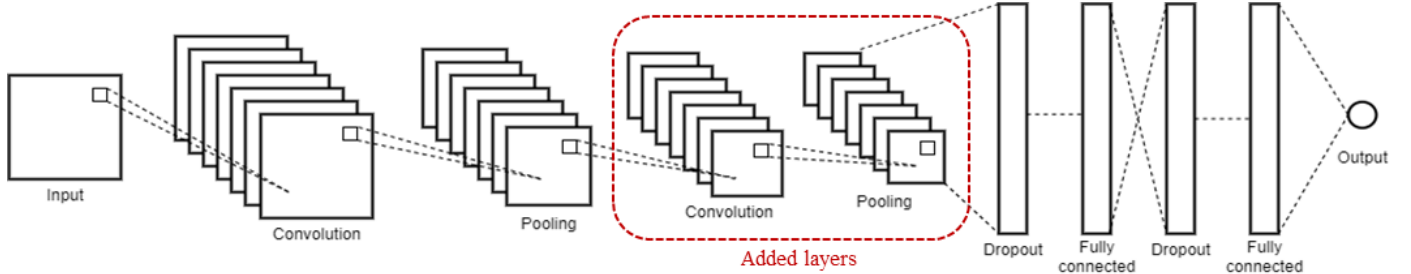 Input
Convolution
Pooling
Convolution
Pooling
Added layers
Dropout
Fully
connected
Dropout
Fully
connected
Output